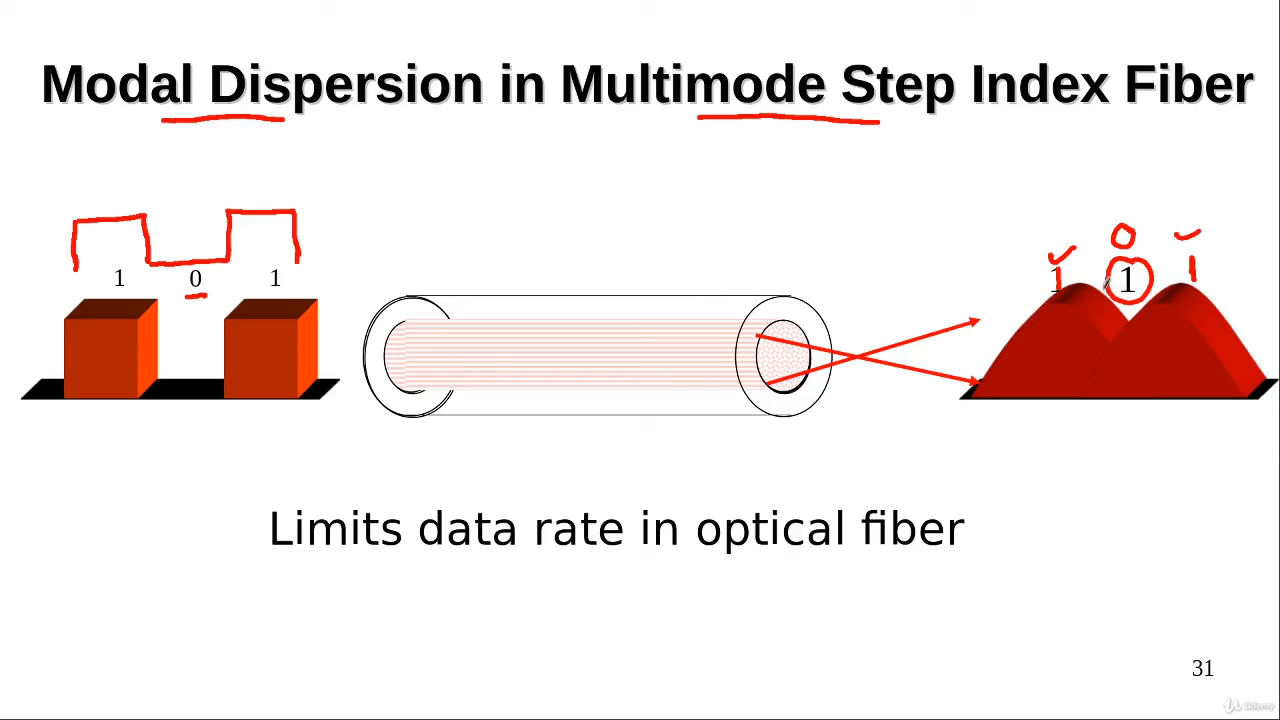 Modal Dispersion in Multimode Step Index Fiber
0
1 0 1
1 1 1
Limits data rate in optical fiber
31
Udemy